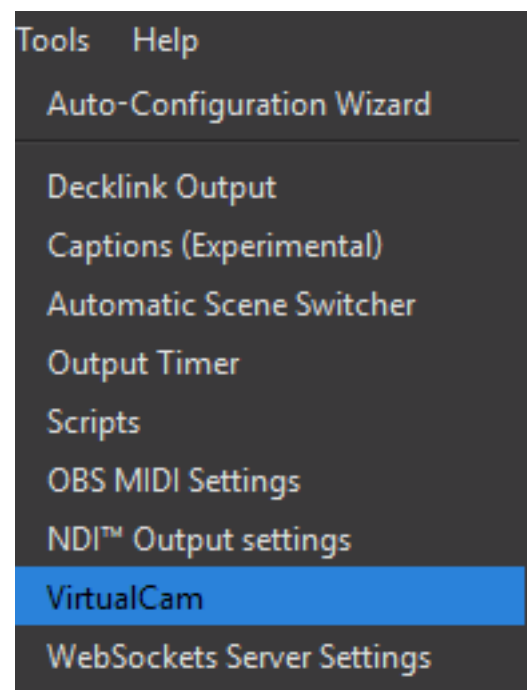 Tools Help
Auto-Configuration Wizard
Decklink Output
Captions (Experimental)
Automatic Scene Switcher
Output Timer
Scripts
OBS MIDI Settings
NDI™ Output settings
VirtualCam
WebSockets Server Settings